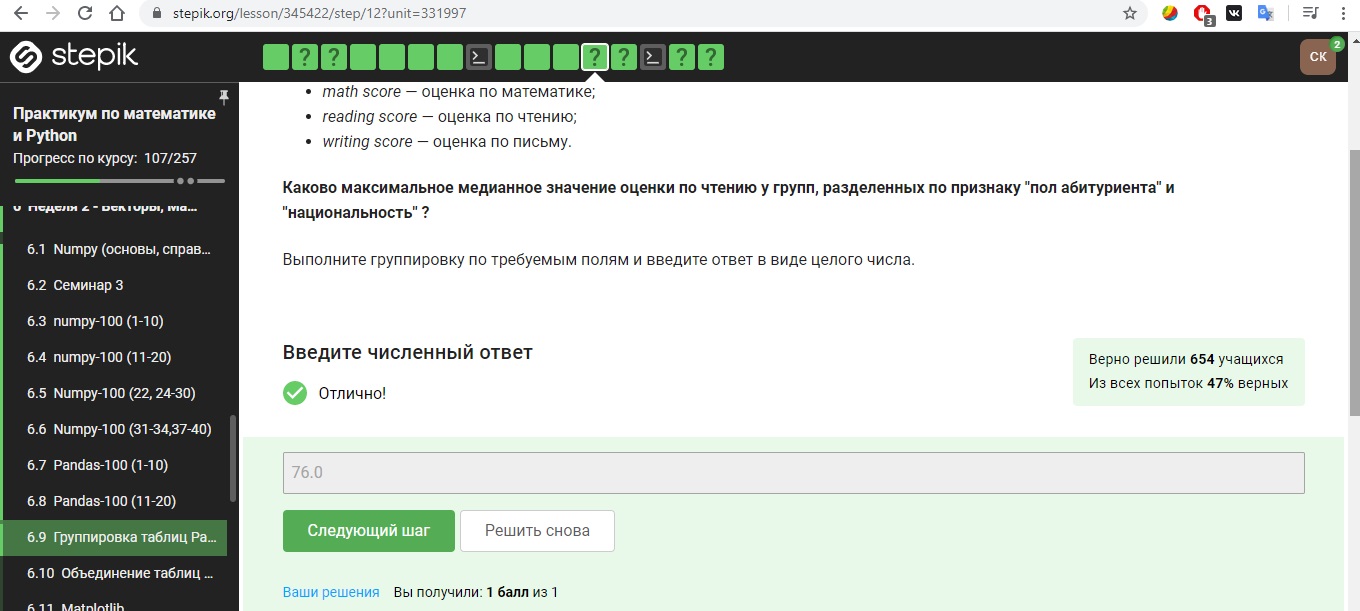 stepik.org/lesson/345422/step/12?unit=331997
3
stepik
? ? ? ? ? ?
СК
2
Практикум по математике
и Python
Прогресс по курсу: 107/257
6 Неделя 2 - Векторы, Ма...
6.1 Numpy (основы, справ...
6.2 Семинар 3
6.3 numpy-100 (1-10)
6.4 numpy-100 (11-20)
6.5 Numpy-100 (22, 24-30)
6.6 Numpy-100 (31-34,37-40)
6.7 Pandas-100 (1-10)
6.8 Pandas-100 (11-20)
6.9 Группировка таблиц Pa...
6.10 Объединение таблиц ...
6.11 Matplotlib
• math score — оценка по математике;
• reading score — оценка по чтению;
• writing score — оценка по письму.
Каково максимальное медианное значение оценки по чтению у групп, разделенных по признаку "пол абитуриента" и
"национальность" ?
Выполните группировку по требуемым полям и введите ответ в виде целого числа.
Введите численный ответ
Отлично!
Верно решили 654 учащихся
Из всех попыток 47% верных
76.0
Следующий шаг
Решить снова
Ваши решения Вы получили: 1 балл из 1